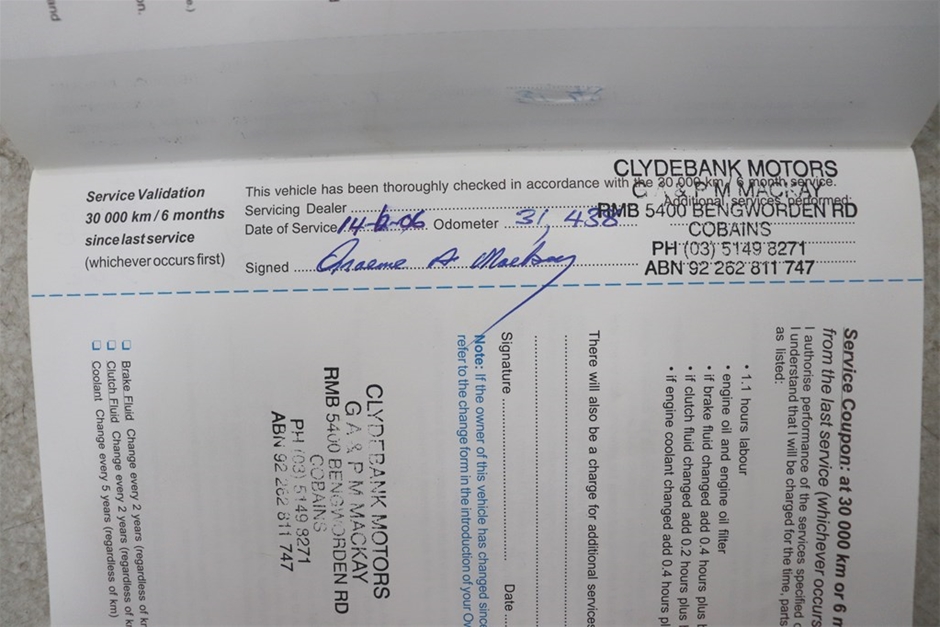 Service Validation
30 000 km / 6 months
since last service
(whichever occurs first)
This vehicle has been thoroughly checked in accordance with the 30 000 km / 6 month service.
Additional services performed:
Servicing Dealer
Date of Service 14-6-06 Odometer 31,438
Signed Graeme A Mackay
CLYDEBANK MOTORS
G A & P M MACKAY
RMB 5400 BENGWORDEN RD
COBAINS
PH (03) 5149 8271
ABN 92 262 811 747
Service Coupon: at 30 000 km or 6 m
from the last service (whichever occurs
I authorise performance of the services specified
I understand that I will be charged for the time, parts
as listed:
• 1.1 hours labour
• engine oil and engine oil filter
• if brake fluid changed add 0.4 hours plus
• if clutch fluid changed add 0.2 hours plus
• if engine coolant changed add 0.4 hours pl
There will also be a charge for additional services
Signature Date
Note: If the owner of this vehicle has changed since
refer to the change form in the introduction of your Ow
CLYDEBANK MOTORS
G A & P M MACKAY
RMB 5400 BENGWORDEN RD
COBAINS
PH (03) 5149 8271
ABN 92 262 811 747
Brake Fluid Change every 2 years (regardless of k
Clutch Fluid Change every 2 years (regardless of k
Coolant Change every 5 years (regardless of km)
and
e.)